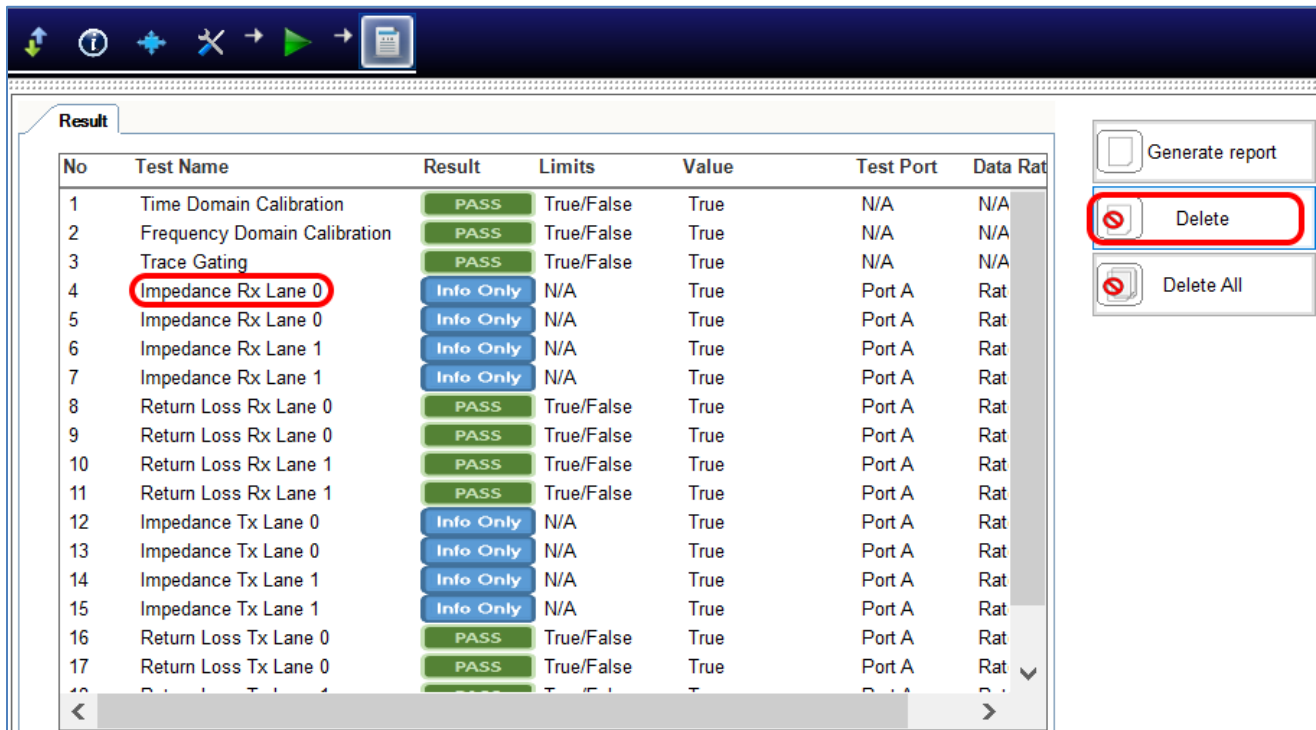 Result
No Test Name Result Limits Value Test Port Data Rat
1 Time Domain Calibration PASS True/False True N/A N/A
2 Frequency Domain Calibration PASS True/False True N/A N/A
3 Trace Gating PASS True/False True N/A N/A
4 Impedance Rx Lane 0 Info Only N/A True Port A Rat
5 Impedance Rx Lane 0 Info Only N/A True Port A Rat
6 Impedance Rx Lane 1 Info Only N/A True Port A Rat
7 Impedance Rx Lane 1 Info Only N/A True Port A Rat
8 Return Loss Rx Lane 0 PASS True/False True Port A Rat
9 Return Loss Rx Lane 0 PASS True/False True Port A Rat
10 Return Loss Rx Lane 1 PASS True/False True Port A Rat
11 Return Loss Rx Lane 1 PASS True/False True Port A Rat
12 Impedance Tx Lane 0 Info Only N/A True Port A Rat
13 Impedance Tx Lane 0 Info Only N/A True Port A Rat
14 Impedance Tx Lane 1 Info Only N/A True Port A Rat
15 Impedance Tx Lane 1 Info Only N/A True Port A Rat
16 Return Loss Tx Lane 0 PASS True/False True Port A Rat
17 Return Loss Tx Lane 0 PASS True/False True Port A Rat
Generate report
Delete
Delete All